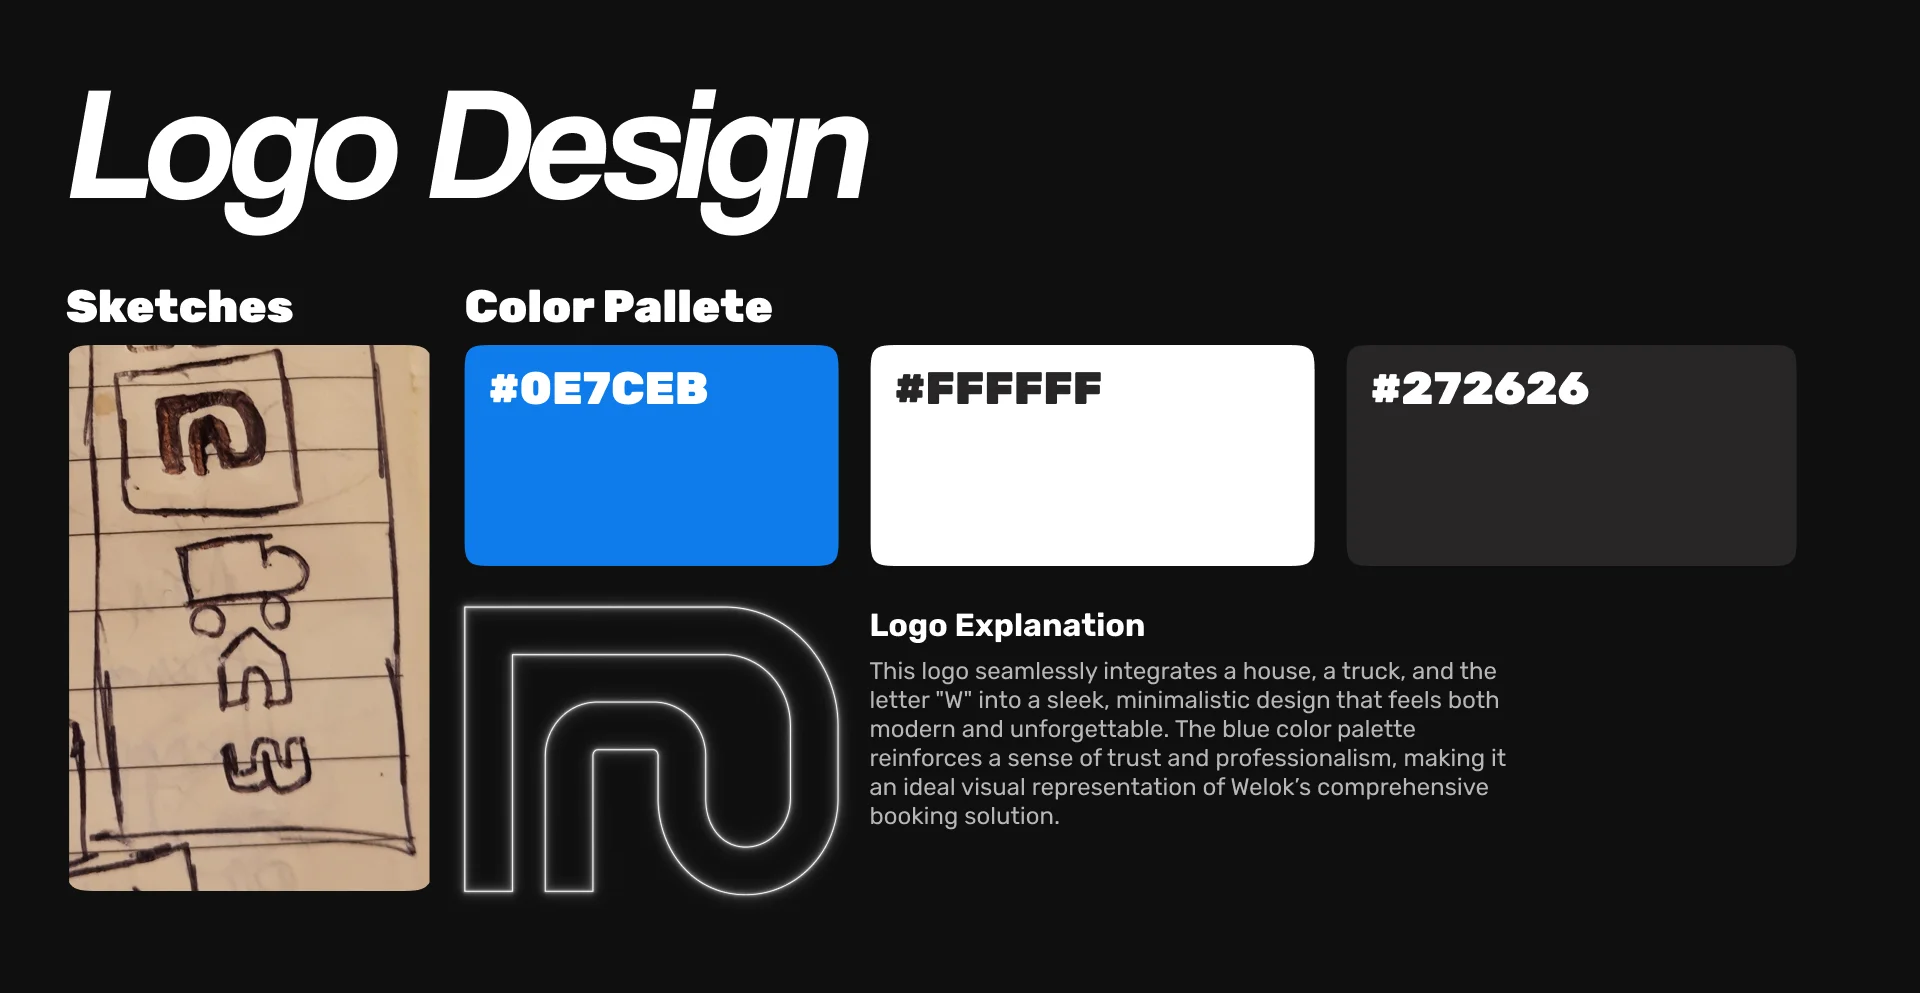 Logo Design
Sketches
Color Pallete
#0E7CEB
#FFFFFF
#272626
Logo Explanation
This logo seamlessly integrates a house, a truck, and the
letter "W" into a sleek, minimalistic design that feels both
modern and unforgettable. The blue color palette
reinforces a sense of trust and professionalism, making it
an ideal visual representation of Welok’s comprehensive
booking solution.